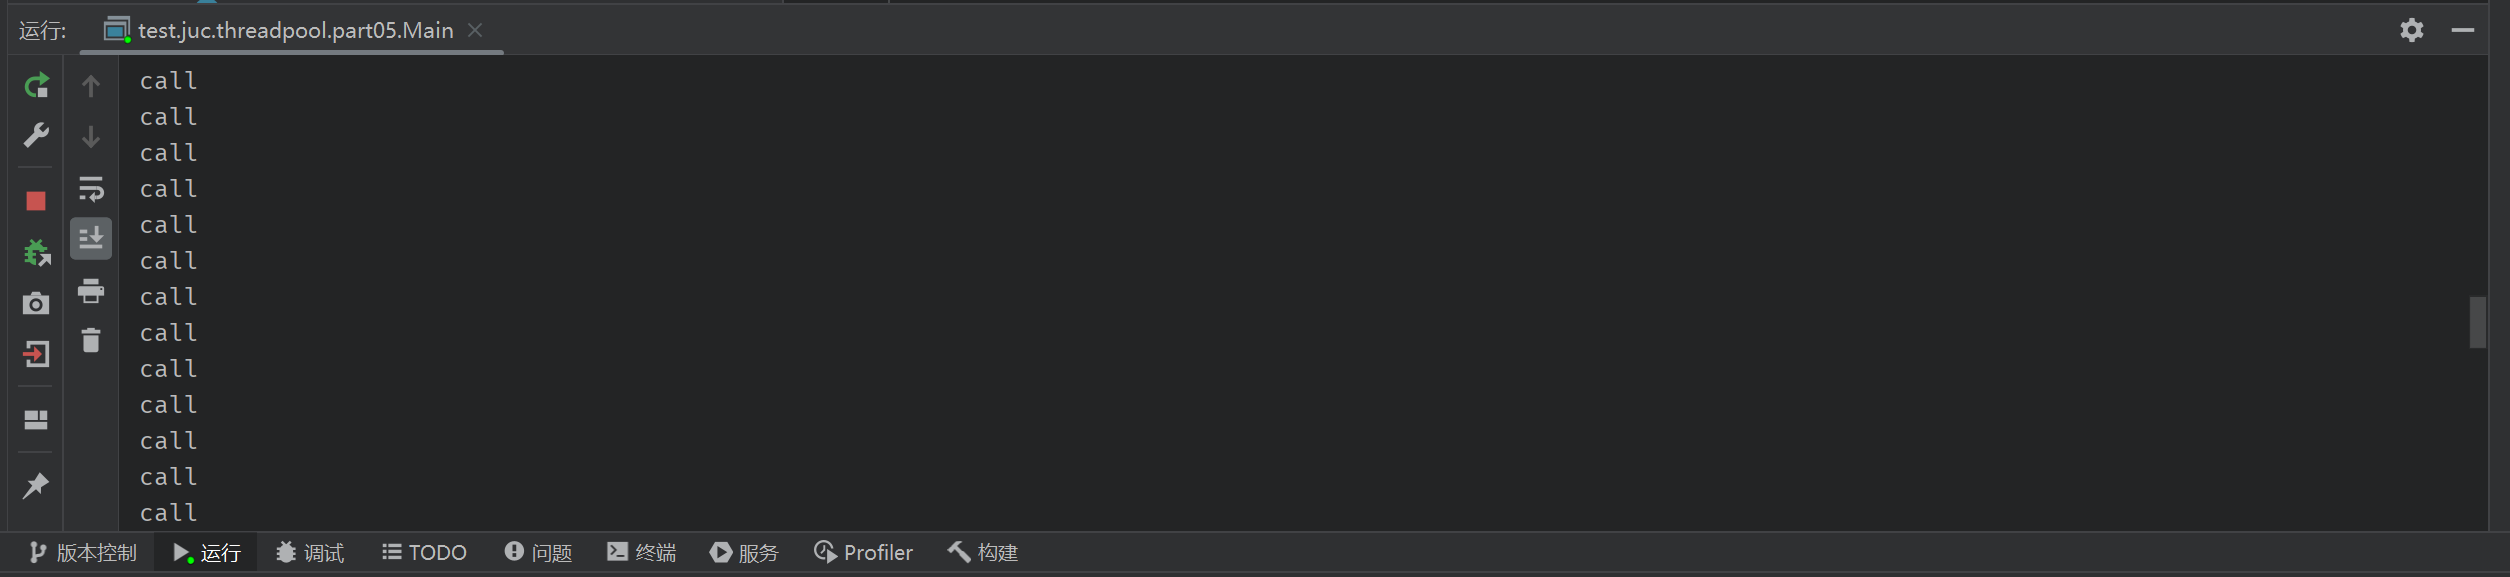 运行: test.juc.threadpool.part05.Main
call
call
call
call
call
call
call
call
call
call
call
call
call
版本控制 运行 调试 TODO 问题 终端 服务 Profiler 构建